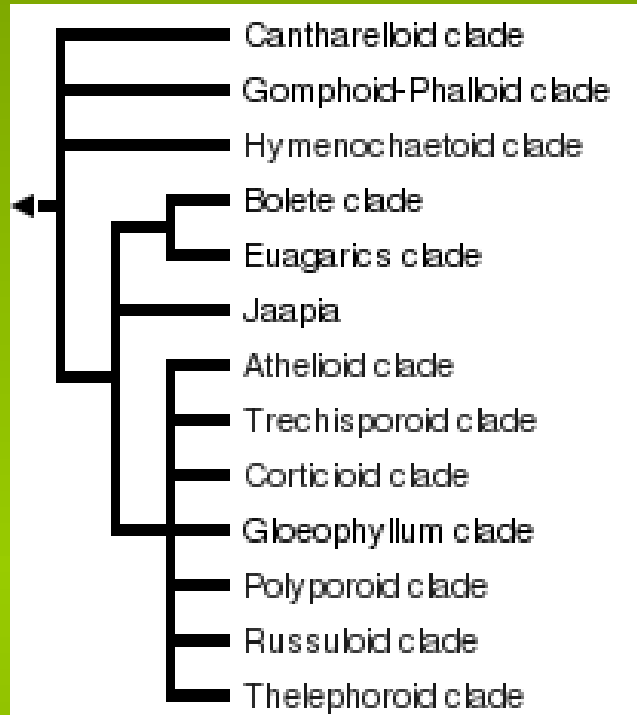 Cantharelloid clade
Gomphoid-Phalloid clade
Hymenochaetoid clade
Bolete clade
Euagarics clade
Jaapia
Athelioid clade
Trechisporoid clade
Corticioid clade
Gloeophyllum clade
Polyporoid clade
Russuloid clade
Thelephoroid clade